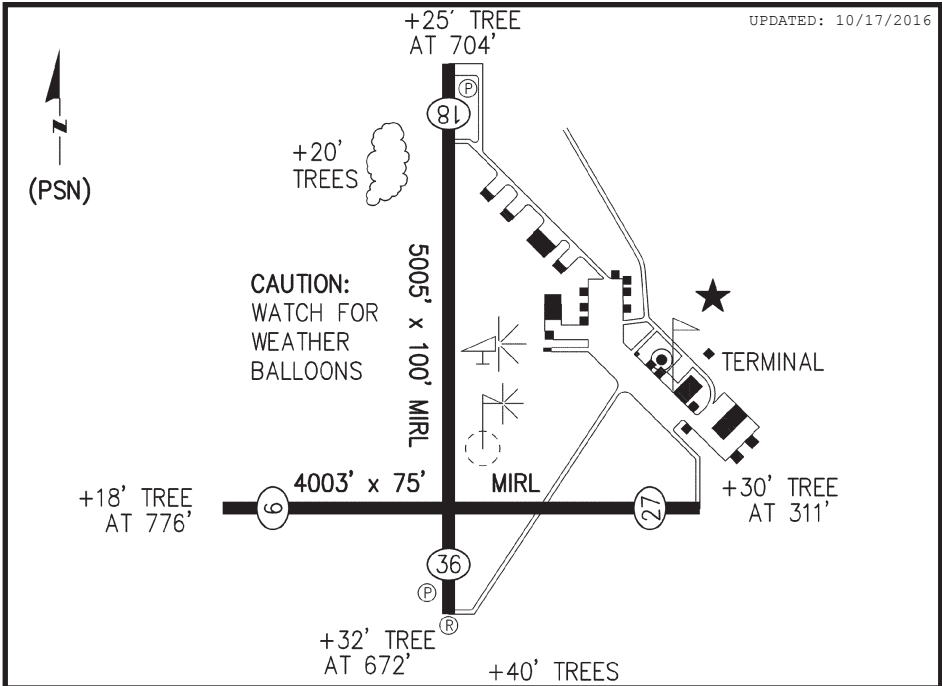 UPDATED: 10/17/2016
+25' TREE
AT 704'
N
(PSN)
P
18
+20'
TREES
CAUTION:
WATCH FOR
WEATHER
BALLOONS
5005' x 100' MIRL
TERMINAL
4003' x 75' MIRL
+18' TREE
AT 776'
9
27
+30' TREE
AT 311'
36
P
R
+32' TREE
AT 672'
+40' TREES